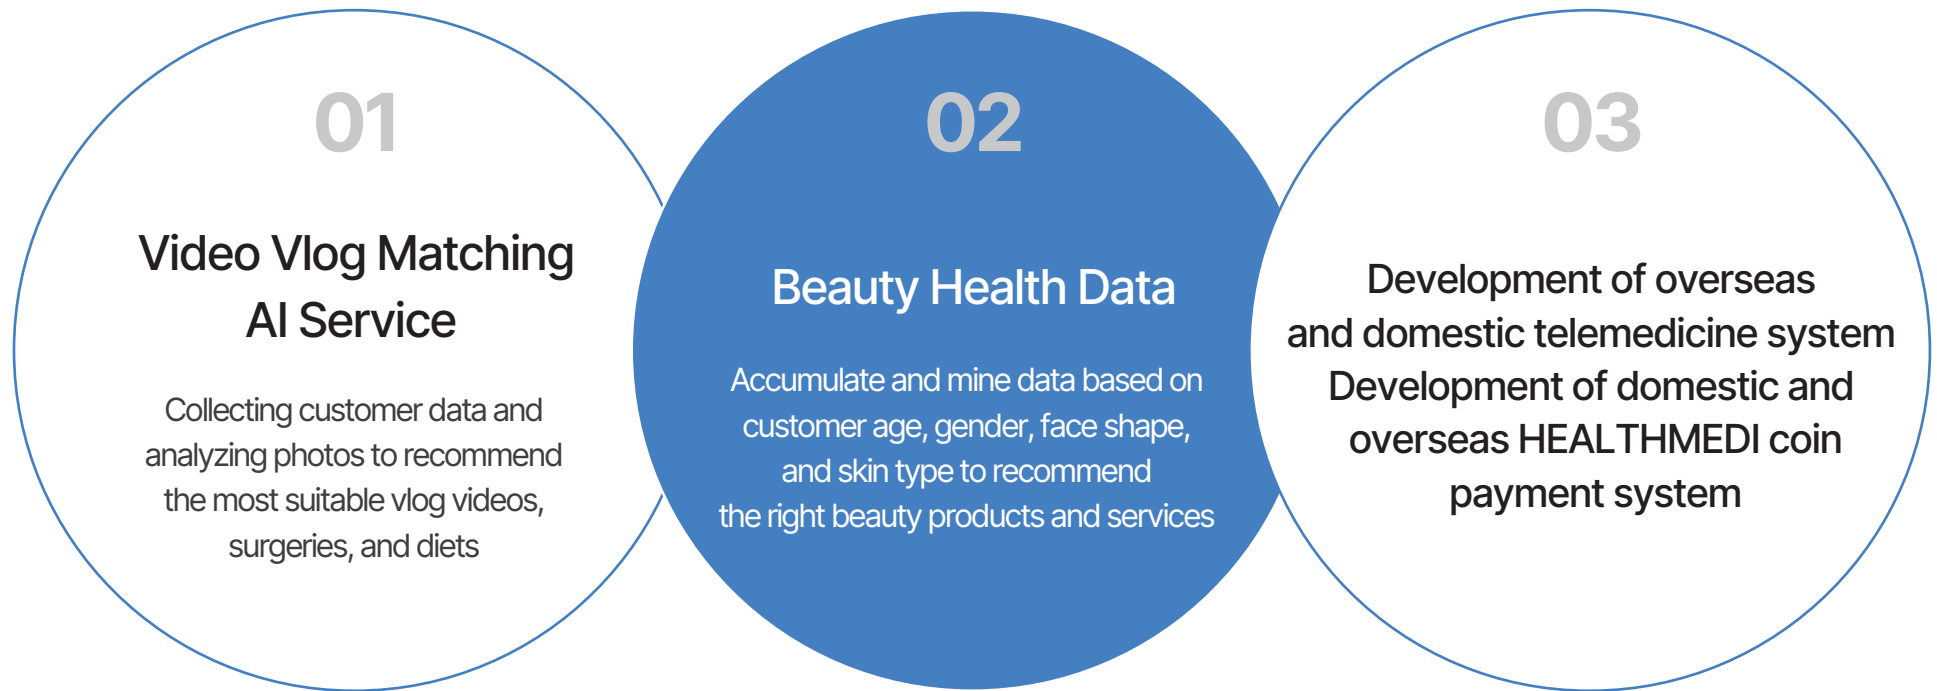 01
Video Vlog Matching
AI Service
Collecting customer data and
analyzing photos to recommend
the most suitable vlog videos,
surgeries, and diets
02
Beauty Health Data
Accumulate and mine data based on
customer age, gender, face shape,
and skin type to recommend
the right beauty products and services
03
Development of overseas
and domestic telemedicine system
Development of domestic and
overseas HEALTHMEDI coin
payment system